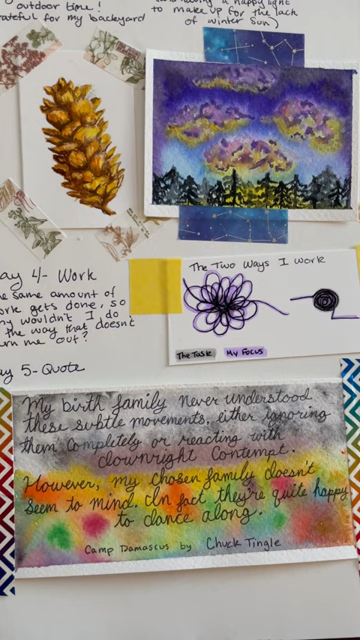 outdoor time!
ateful for my backyard
a happy light
to make up for the lack
of winter sun)
ay 4- Work
e same amount of
ork gets done, so
hy wouldn't I do
the way that doesn't
rn me out?
The Two Ways I Work
The Task
My Focus
ay 5- Quote
My birth family never understood
these subtle movements, either ignoring
them completely or reacting with
downright contempt.
However, my chosen family doesn't
seem to mind. In fact, they're quite happy
to dance along.
Camp Damascus by Chuck Tingle